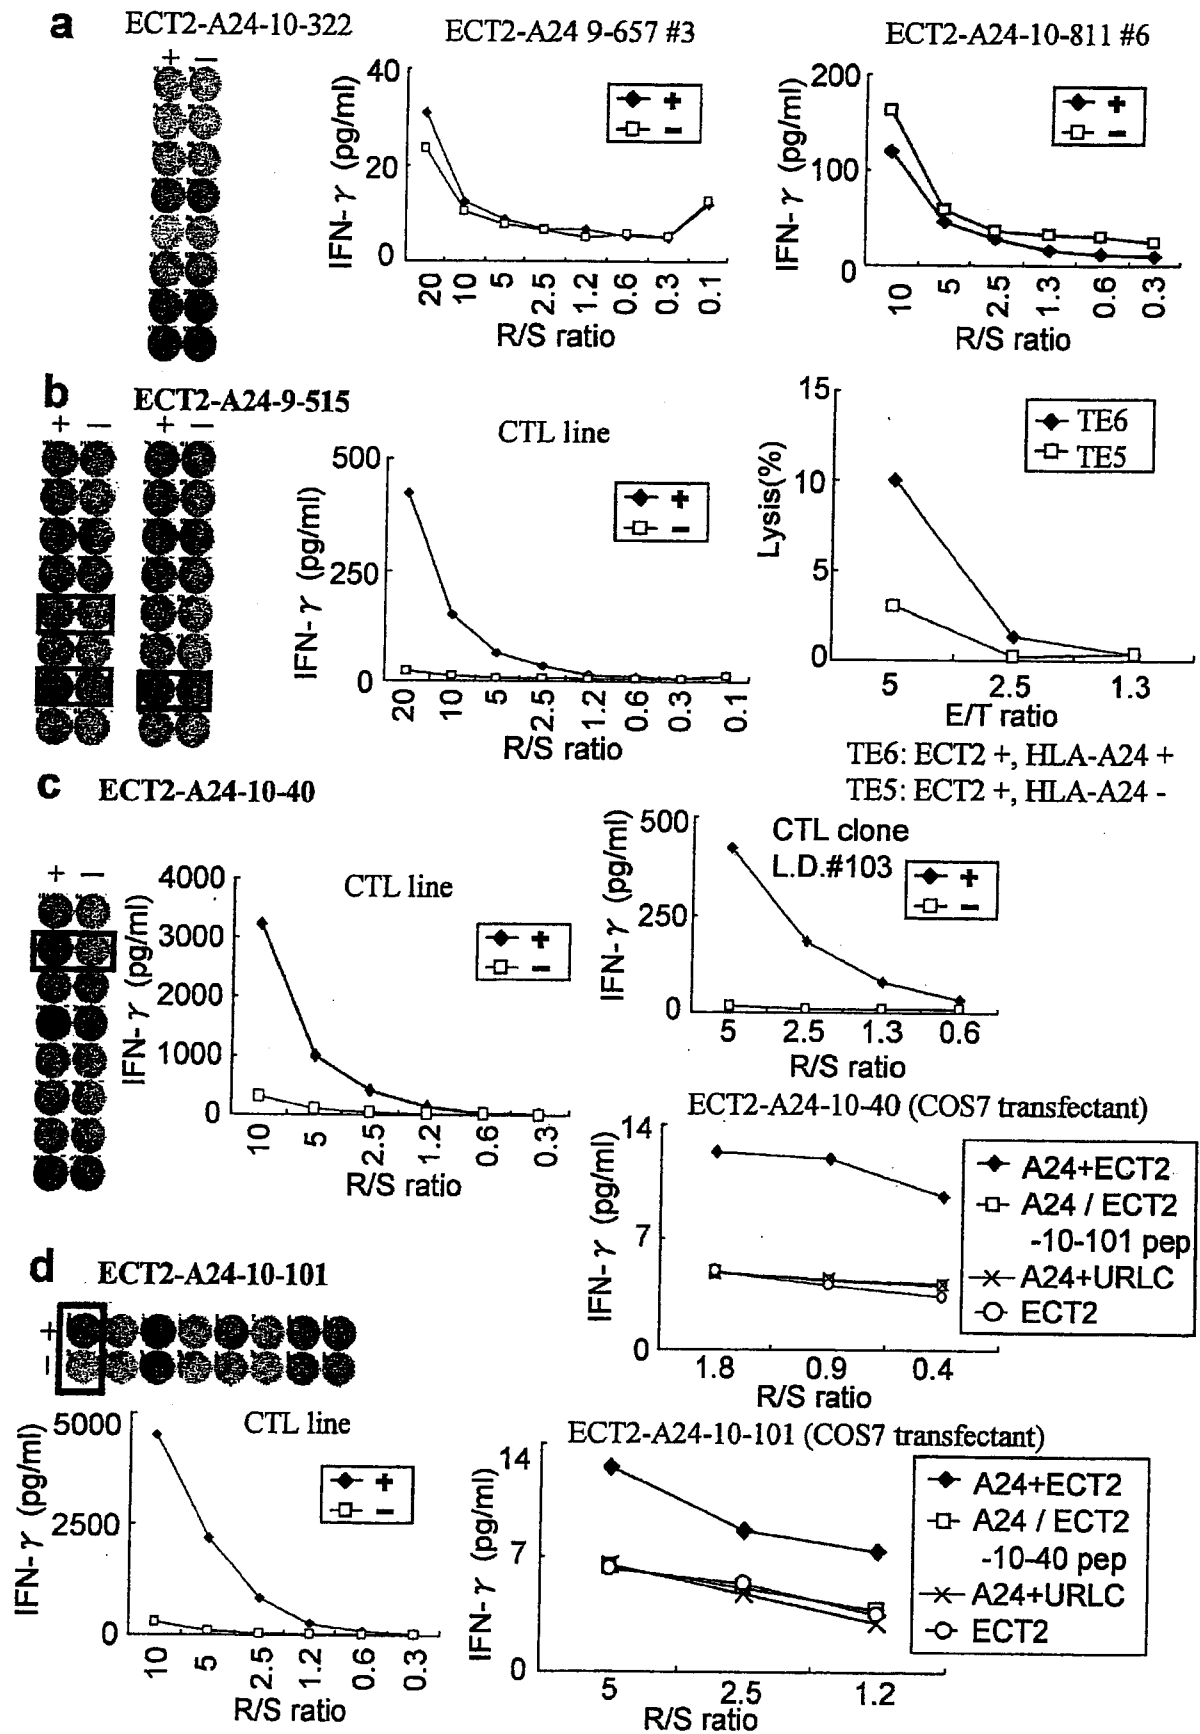 a
ECT2-A24-10-322
+ −
ECT2-A24 9-657 #3
IFN-γ (pg/ml)
40
20
0
+
−
20 10 5 2.5 1.2 0.6 0.3 0.1
R/S ratio
ECT2-A24-10-811 #6
IFN-γ (pg/ml)
200
100
0
+
−
10 5 2.5 1.3 0.6 0.3
R/S ratio
b
ECT2-A24-9-515
+ − + −
CTL line
IFN-γ (pg/ml)
500
250
0
+
−
20 10 5 2.5 1.2 0.6 0.3 0.1
R/S ratio
Lysis(%)
15
10
5
0
TE6
TE5
5 2.5 1.3
E/T ratio
TE6: ECT2 +, HLA-A24 +
TE5: ECT2 +, HLA-A24 -
c
ECT2-A24-10-40
+ −
CTL line
IFN-γ (pg/ml)
4000
3000
2000
1000
0
+
−
10 5 2.5 1.2 0.6 0.3
R/S ratio
CTL clone
L.D.#103
IFN-γ (pg/ml)
500
250
0
+
−
5 2.5 1.3 0.6
R/S ratio
ECT2-A24-10-40 (COS7 transfectant)
IFN-γ (pg/ml)
14
7
0
A24+ECT2
A24 / ECT2
-10-101 pep
A24+URLC
ECT2
1.8 0.9 0.4
R/S ratio
d
ECT2-A24-10-101
+
−
CTL line
IFN-γ (pg/ml)
5000
2500
0
+
−
10 5 2.5 1.2 0.6 0.3
R/S ratio
ECT2-A24-10-101 (COS7 transfectant)
IFN-γ (pg/ml)
14
7
0
A24+ECT2
A24 / ECT2
-10-40 pep
A24+URLC
ECT2
5 2.5 1.2
R/S ratio